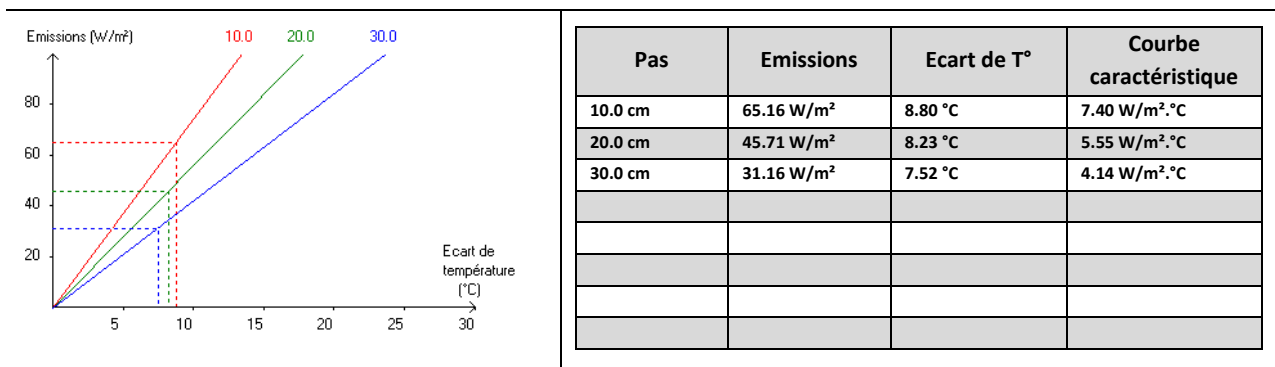 Emissions (W/m²) 10.0 20.0 30.0
80
60
40
20
Ecart de
température
(°C)
5 10 15 20 25 30
Pas Emissions Ecart de T° Courbe
caractéristique
10.0 cm 65.16 W/m² 8.80 °C 7.40 W/m².°C
20.0 cm 45.71 W/m² 8.23 °C 5.55 W/m².°C
30.0 cm 31.16 W/m² 7.52 °C 4.14 W/m².°C